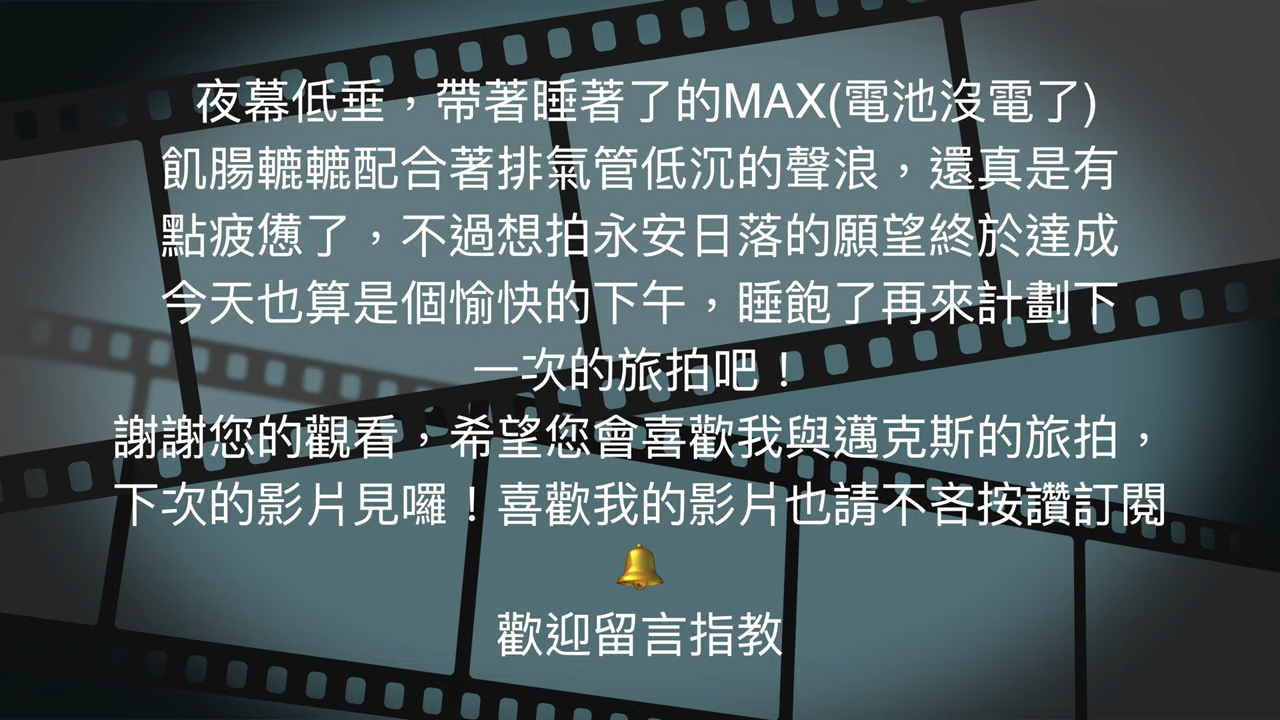 夜幕低垂，帶著睡著了的MAX(電池沒電了)
飢腸轆轆配合著排氣管低沉的聲浪，還真是有
點疲憊了，不過想拍永安日落的願望終於達成
今天也算是個愉快的下午，睡飽了再來計劃下
一次的旅拍吧！
謝謝您的觀看，希望您會喜歡我與邁克斯的旅拍，
下次的影片見囉！喜歡我的影片也請不吝按讚訂閱
🔔
歡迎留言指教